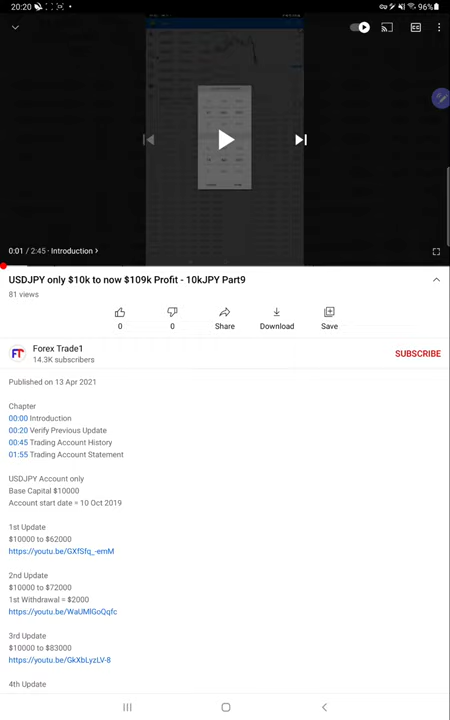 20:20
96%
CC
0:01 / 2:45 · Introduction >
USDJPY only $10k to now $109k Profit - 10kJPY Part9
81 views
0
0
Share
Download
Save
FT
Forex Trade1
14.3K subscribers
SUBSCRIBE
Published on 13 Apr 2021
Chapter
00:00 Introduction
00:20 Verify Previous Update
00:45 Trading Account History
01:55 Trading Account Statement
USDJPY Account only
Base Capital $10000
Account start date = 10 Oct 2019
1st Update
$10000 to $62000
https://youtu.be/GXfSfq_-emM
2nd Update
$10000 to $72000
1st Withdrawal = $2000
https://youtu.be/WaUMlGoQqfc
3rd Update
$10000 to $83000
https://youtu.be/GkXbLyzLV-8
4th Update